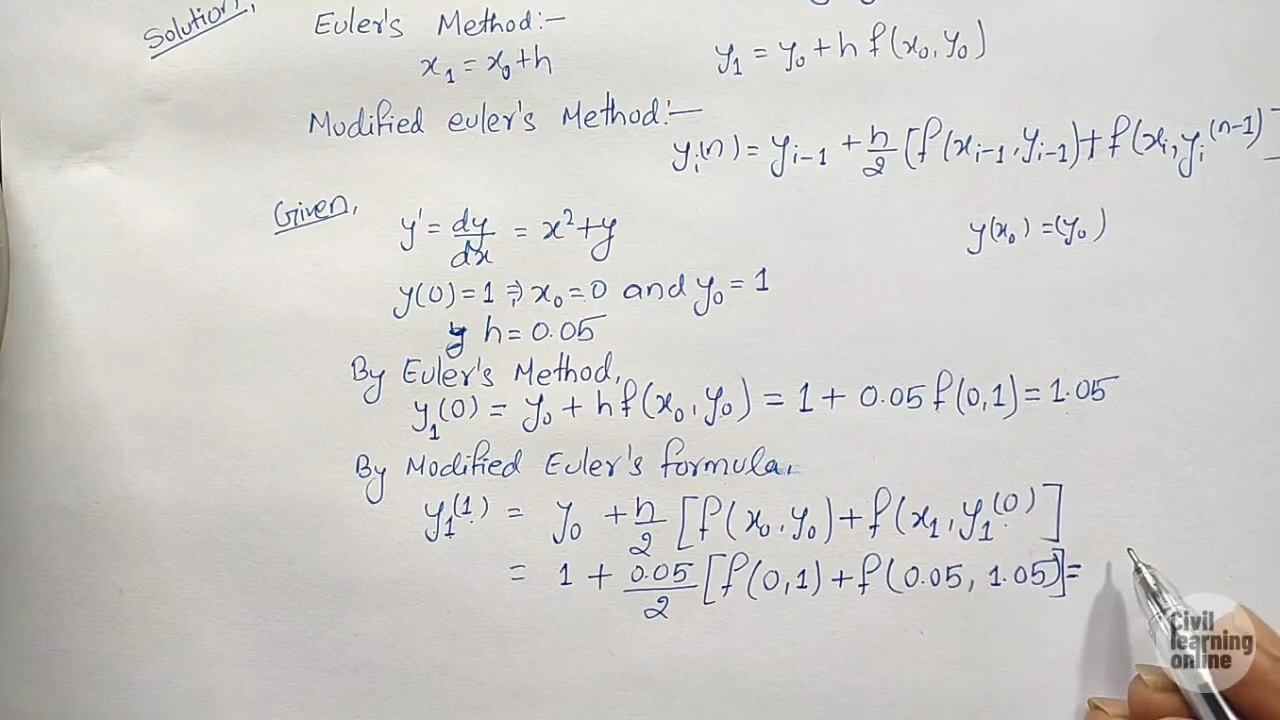 Solution,
Euler's Method:-
x₁ = x₀+h
y₁ = y₀ + h f(x₀, y₀)
Modified euler's Method:-
yᵢ(n) = yᵢ₋₁ + h/2 [f(xᵢ₋₁, yᵢ₋₁)+ f(xᵢ, yᵢ⁽ⁿ⁻¹⁾]
Given,
y' = dy/dx = x²+y
y(x₀) = (y₀)
y(0) = 1 ⇒ x₀ = 0 and y₀ = 1
h = 0.05
By Euler's Method,
y₁(0) = y₀ + hf(x₀, y₀) = 1 + 0.05 f(0,1) = 1.05
By Modified Euler's formula,
y₁⁽¹⁾ = y₀ + h/2 [f(x₀, y₀) + f(x₁, y₁⁽⁰⁾]
= 1 + 0.05/2 [f(0,1) + f(0.05, 1.05)] =
Civil
learning
online